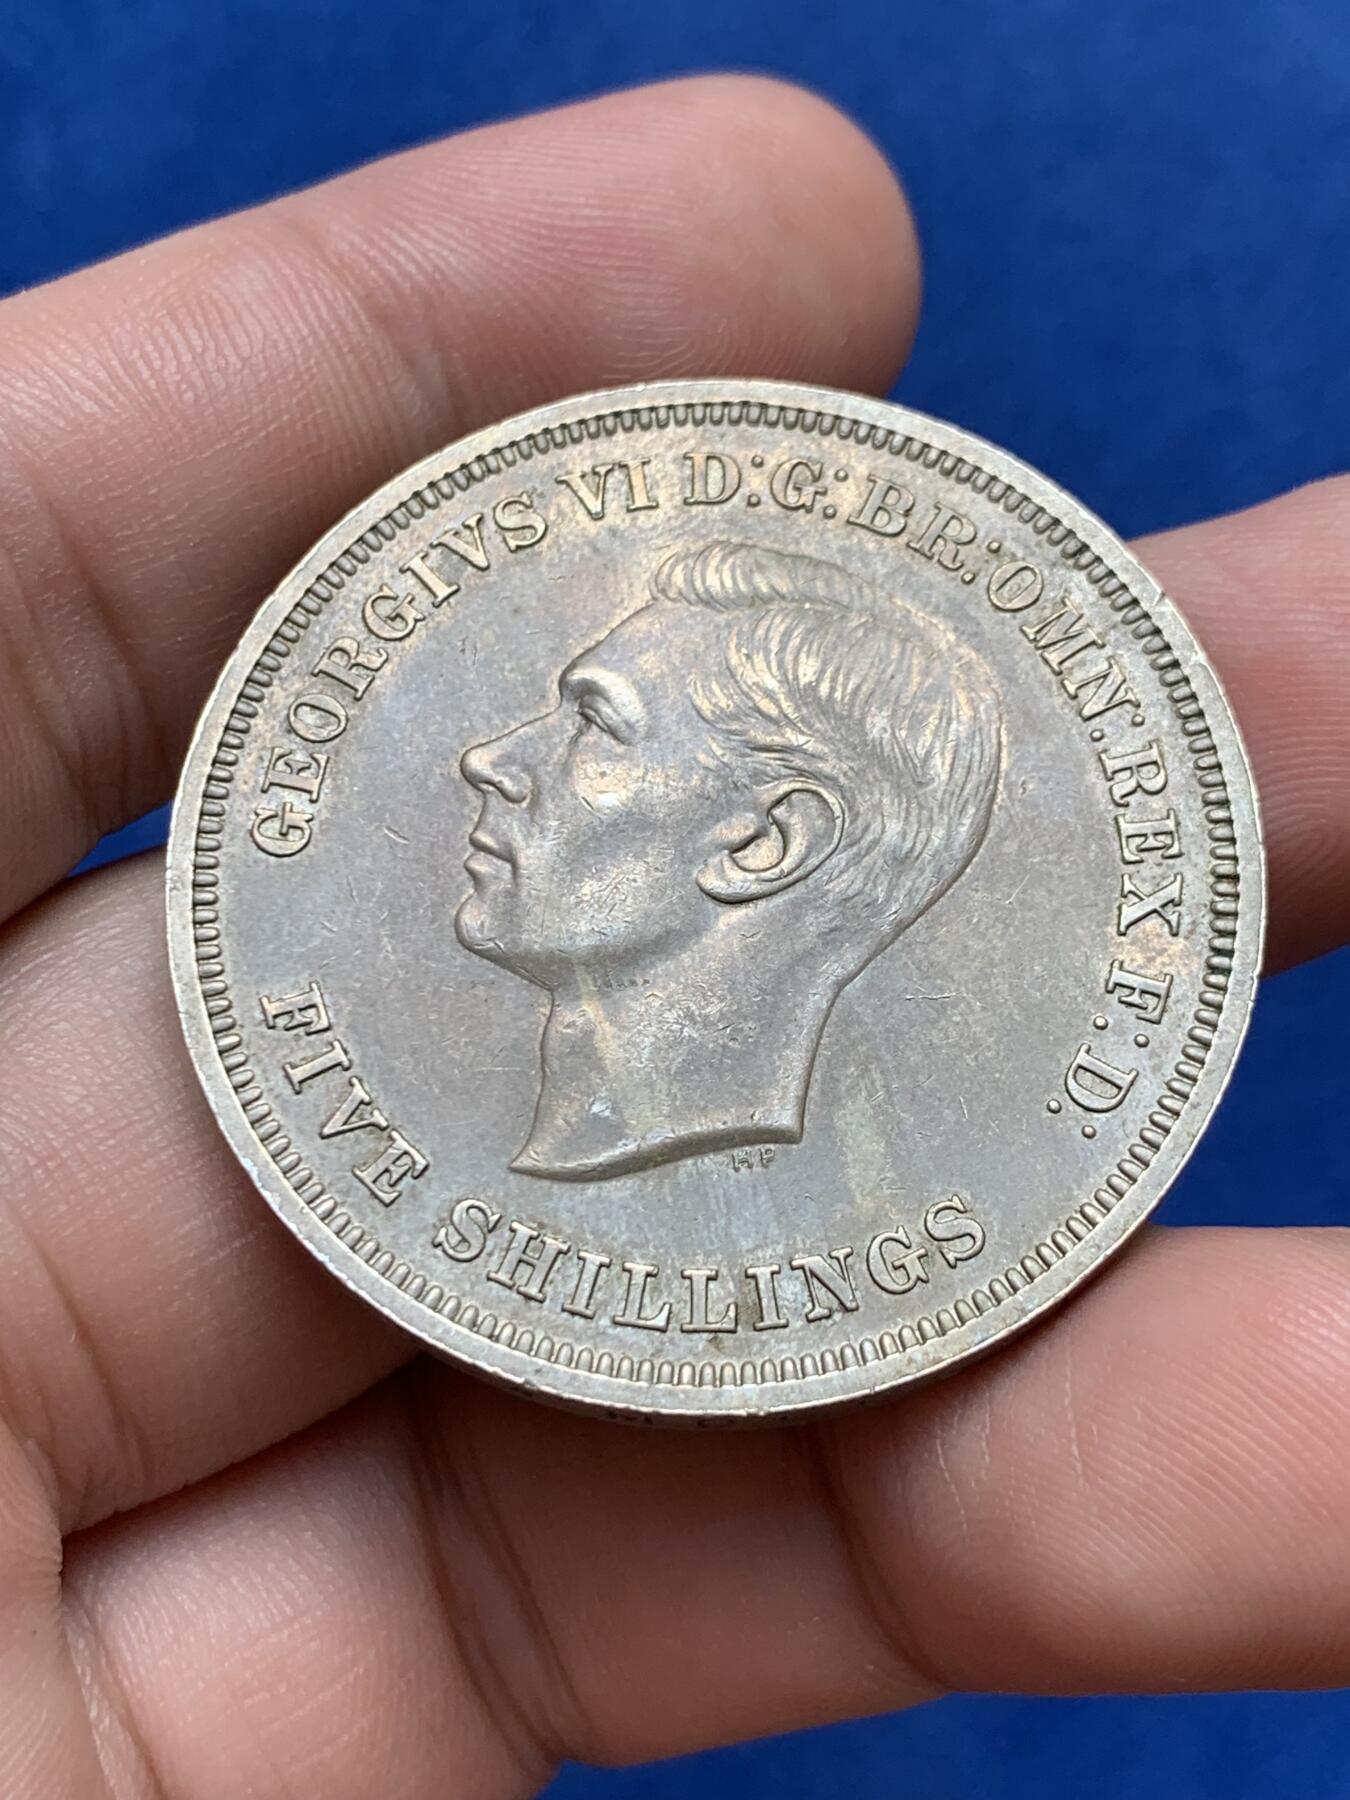 GEORGIVS VI D:G:BR:OMN:REX F:D:
FIVE SHILLINGS
HP